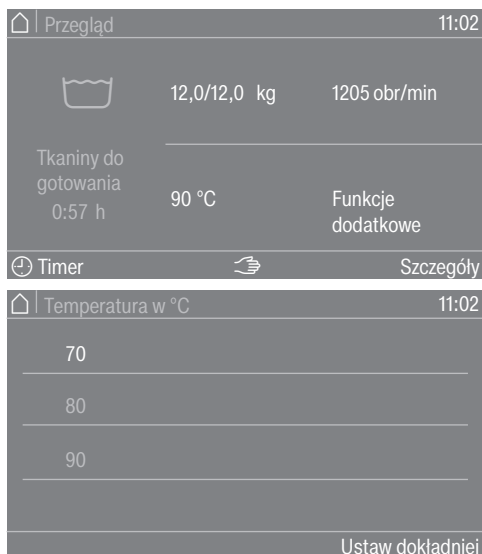 Przegląd 11:02
12,0/12,0 kg 1205 obr/min
Tkaniny do
gotowania
0:57 h
90 °C
Funkcje
dodatkowe
Timer Szczegóły
Temperatura w °C 11:02
70
80
90
Ustaw dokładniej